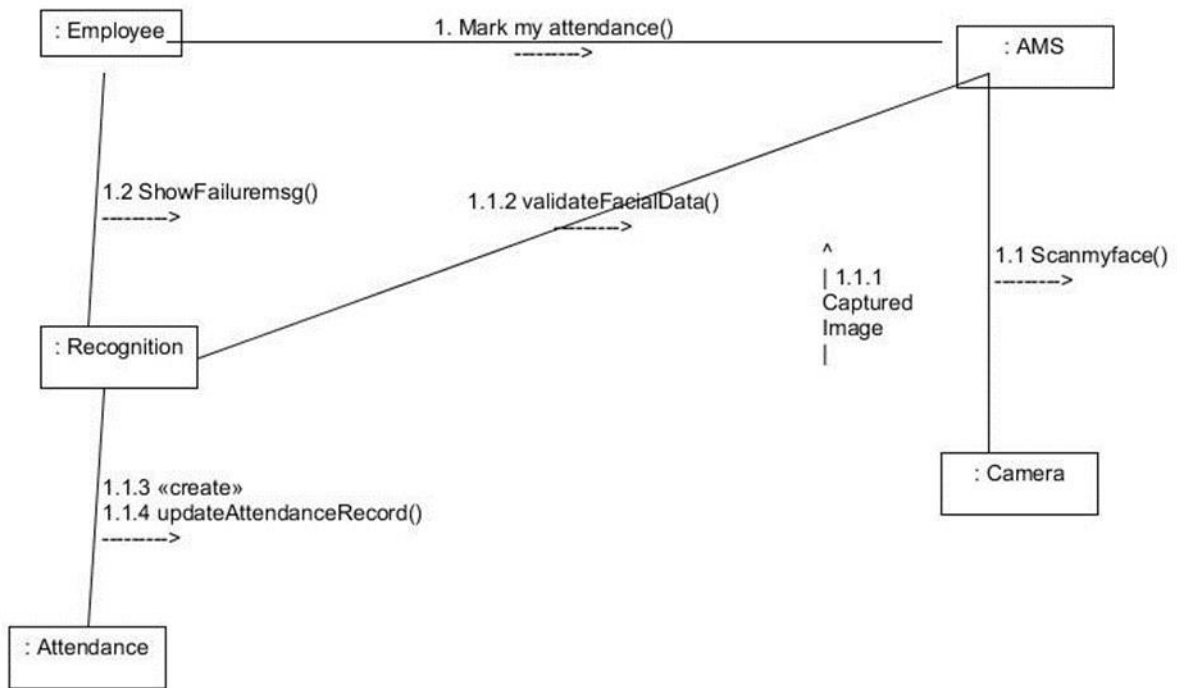 : Employee
1. Mark my attendance()
--------->
: AMS
1.2 ShowFailuremsg()
--------->
1.1.2 validateFacialData()
--------->
^
| 1.1.1
Captured
Image
|
1.1 Scanmyface()
--------->
: Recognition
: Camera
1.1.3 «create»
1.1.4 updateAttendanceRecord()
--------->
: Attendance